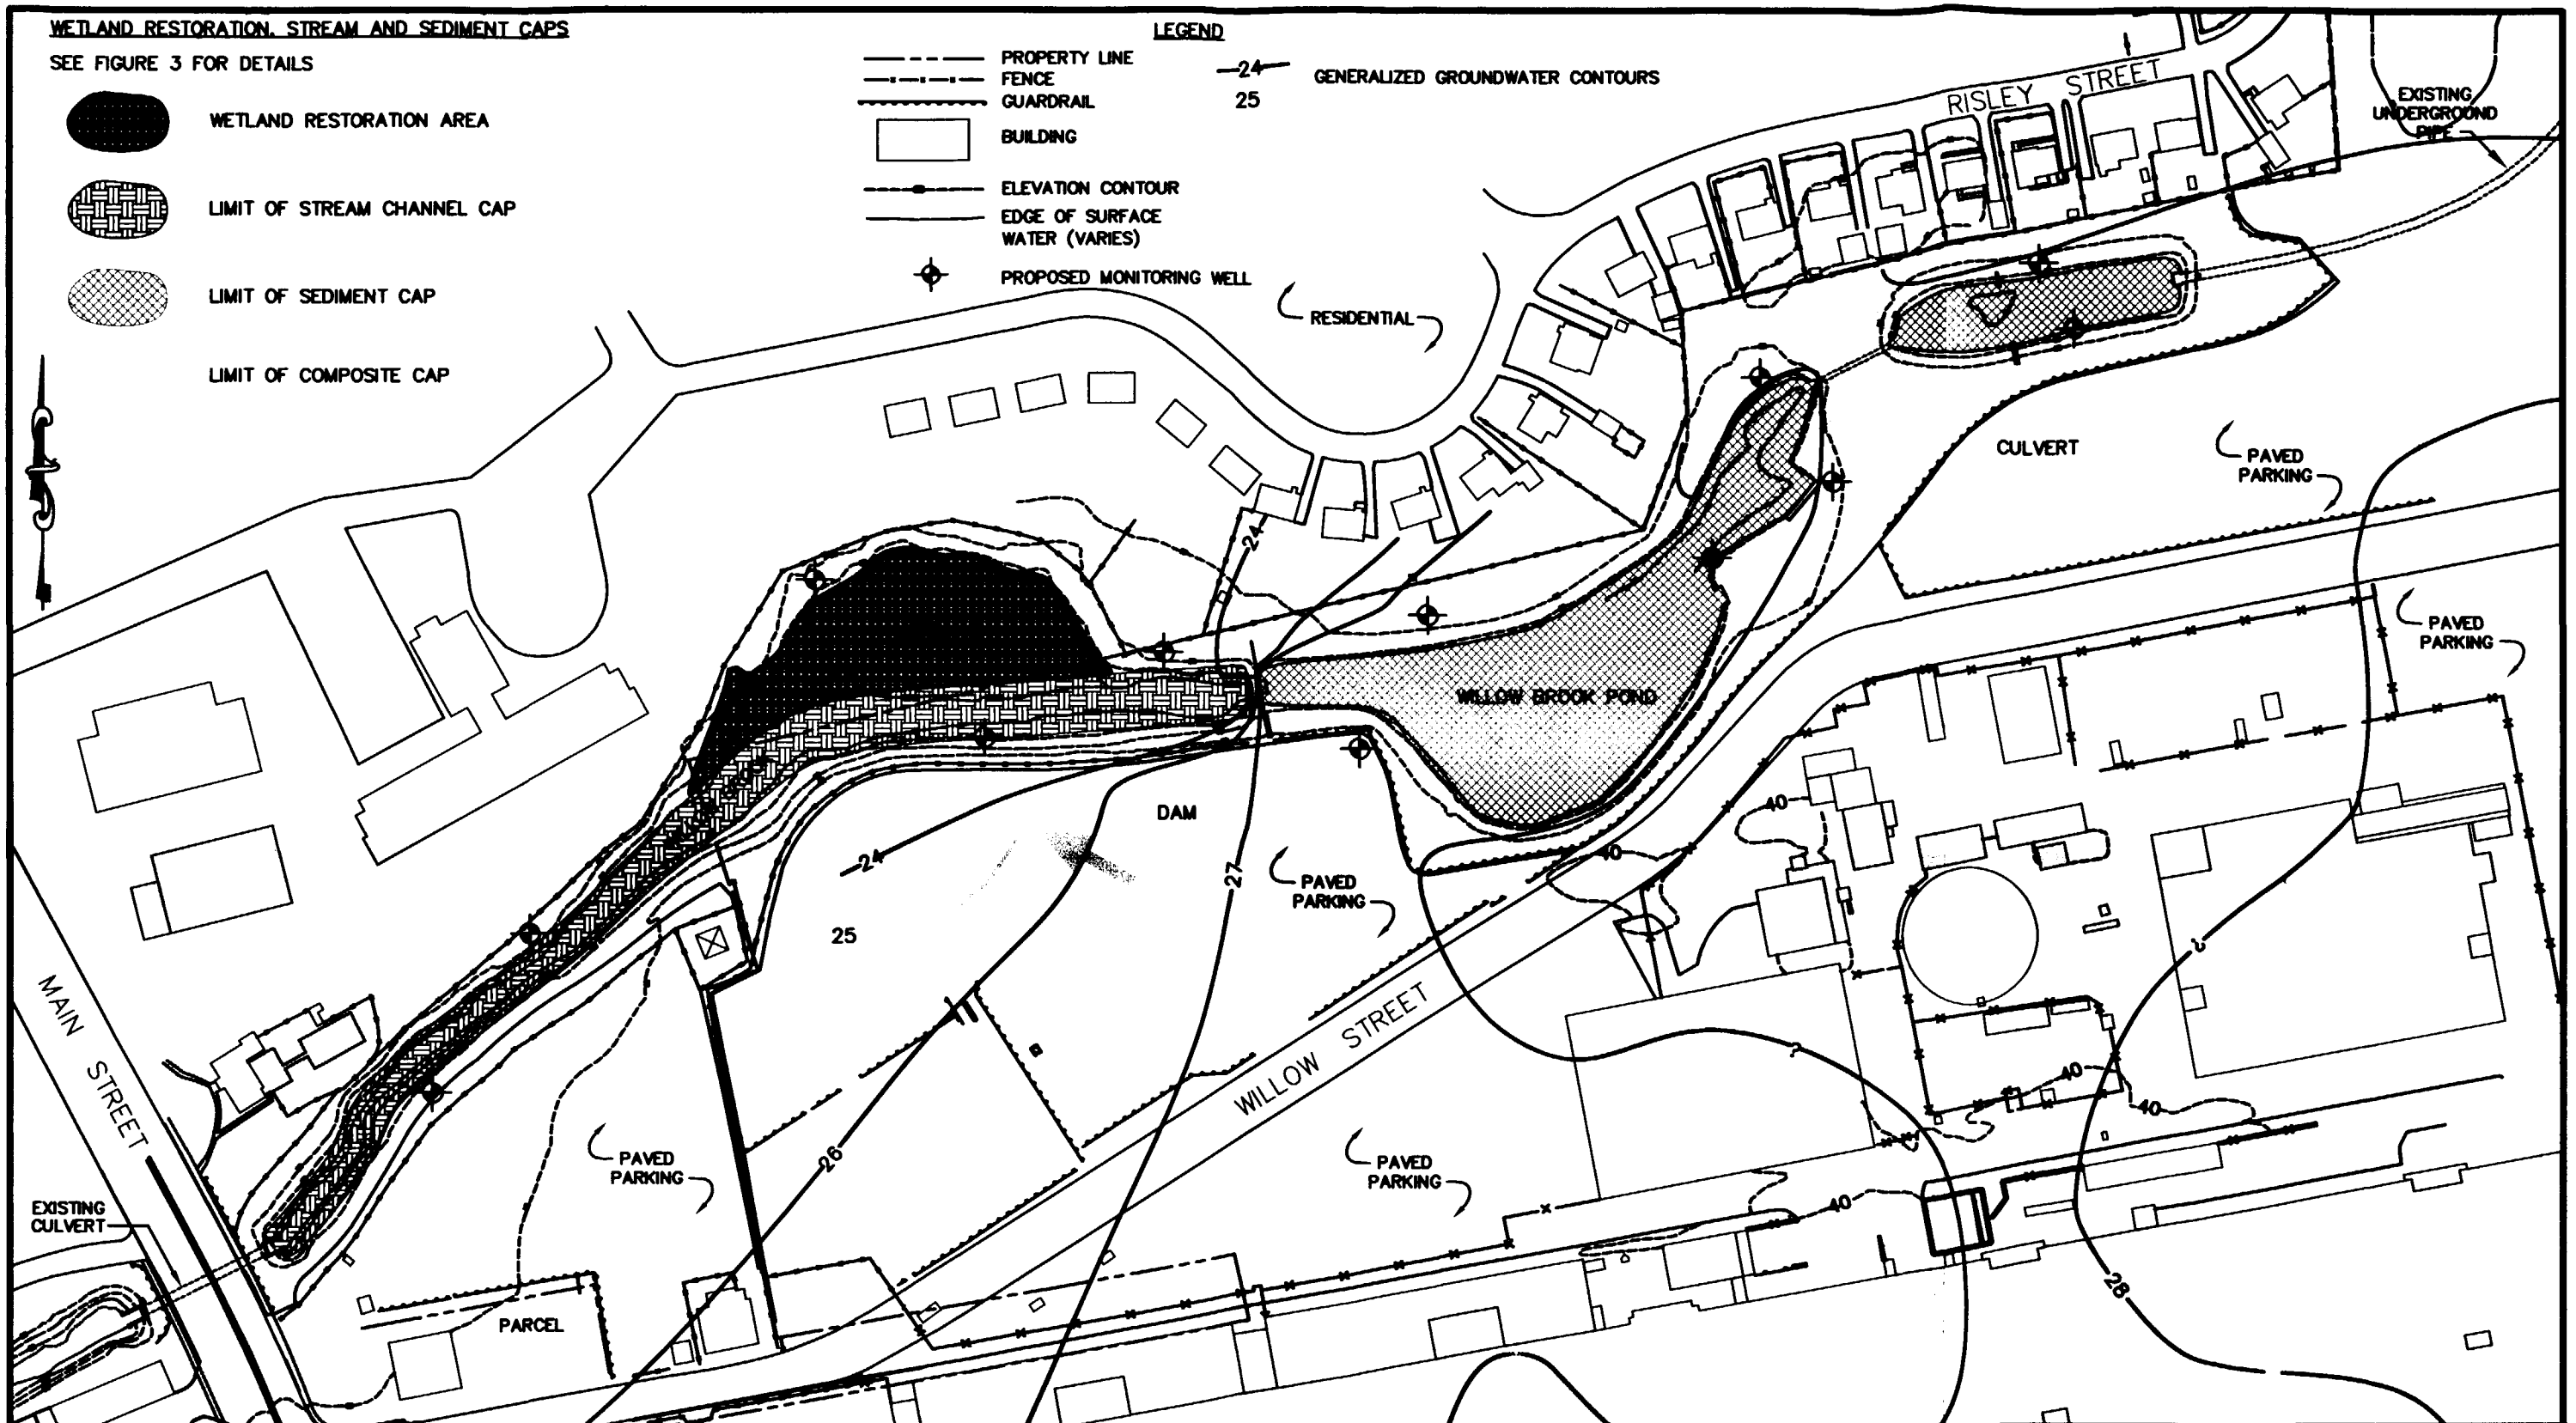 WETLAND RESTORATION, STREAM AND SEDIMENT CAPS
SEE FIGURE 3 FOR DETAILS
WETLAND RESTORATION AREA
LIMIT OF STREAM CHANNEL CAP
LIMIT OF SEDIMENT CAP
LIMIT OF COMPOSITE CAP
LEGEND
PROPERTY LINE
FENCE
GUARDRAIL
BUILDING
ELEVATION CONTOUR
EDGE OF SURFACE
WATER (VARIES)
PROPOSED MONITORING WELL
24
25
GENERALIZED GROUNDWATER CONTOURS
RISLEY STREET
EXISTING
UNDERGROUND
PIPE
RESIDENTIAL
CULVERT
PAVED
PARKING
24
PAVED
PARKING
WILLOW BROOK POND
DAM
40
40
24
27
PAVED
PARKING
25
?
MAIN STREET
WILLOW STREET
?
40
40
26
PAVED
PARKING
PAVED
PARKING
40
EXISTING
CULVERT
28
PARCEL